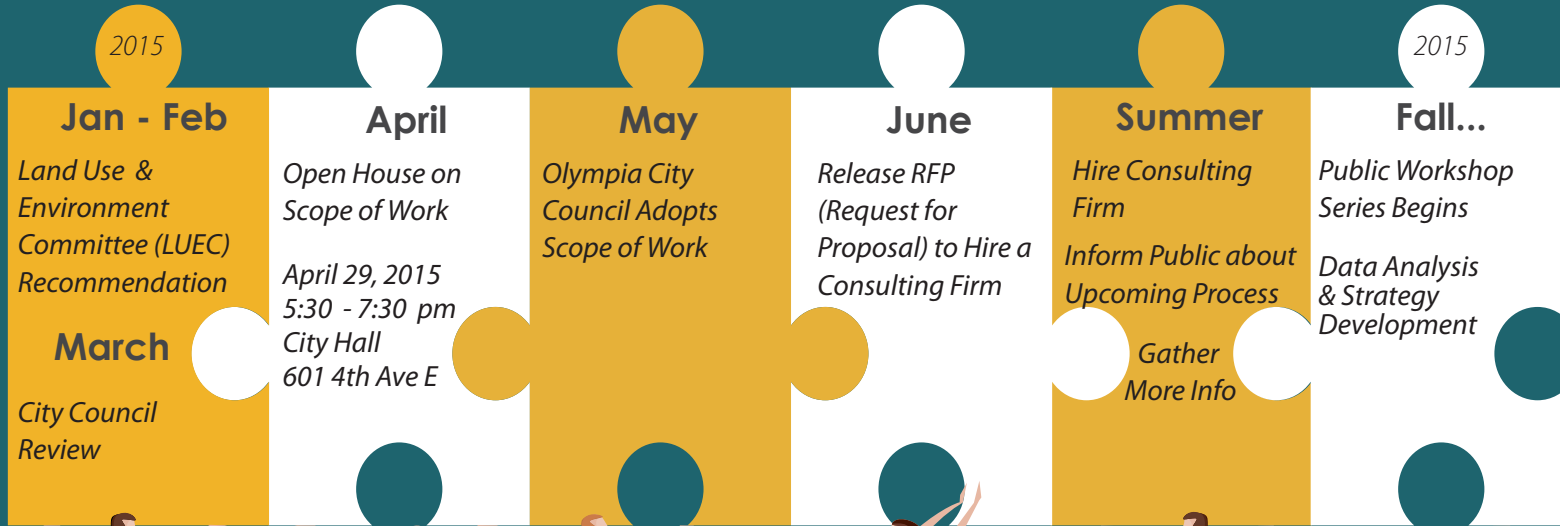 2015
Jan - Feb
Land Use &
Environment
Committee (LUEC)
Recommendation
March
City Council
Review
April
Open House on
Scope of Work
April 29, 2015
5:30 - 7:30 pm
City Hall
601 4th Ave E
May
Olympia City
Council Adopts
Scope of Work
June
Release RFP
(Request for
Proposal) to Hire a
Consulting Firm
Summer
Hire Consulting
Firm
Inform Public about
Upcoming Process
Gather
More Info
2015
Fall...
Public Workshop
Series Begins
Data Analysis
& Strategy
Development